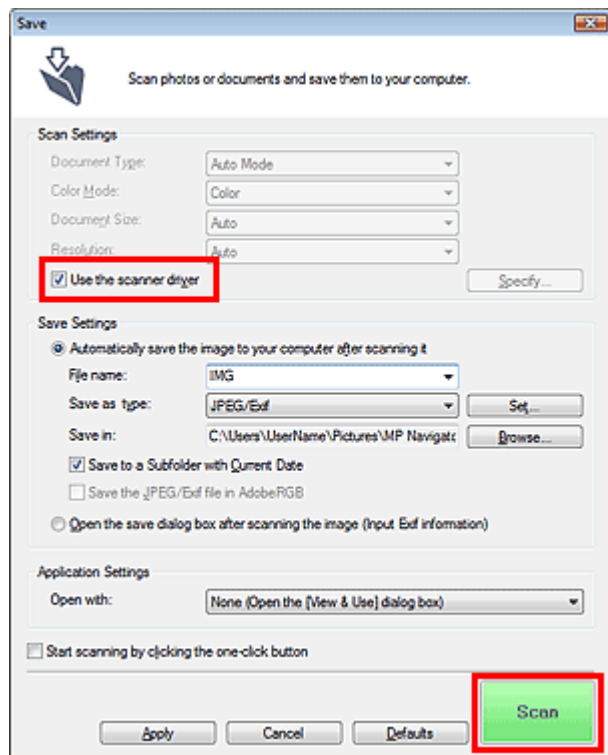 Save
Scan photos or documents and save them to your computer.
Scan Settings
Document Type: Auto Mode
Color Mode: Color
Document Size: Auto
Resolution: Auto
Use the scanner driver Specify...
Save Settings
Automatically save the image to your computer after scanning it
File name: IMG
Save as type: JPEG/Exif Set...
Save in: C:\Users\UserName\Pictures\MP Navigato Browse...
Save to a Subfolder with Current Date
Save the JPEG/Exif file in AdobeRGB
Open the save dialog box after scanning the image (Input Exif information)
Application Settings
Open with: None (Open the [View & Use] dialog box)
Start scanning by clicking the one-click button
Scan
Apply Cancel Defaults